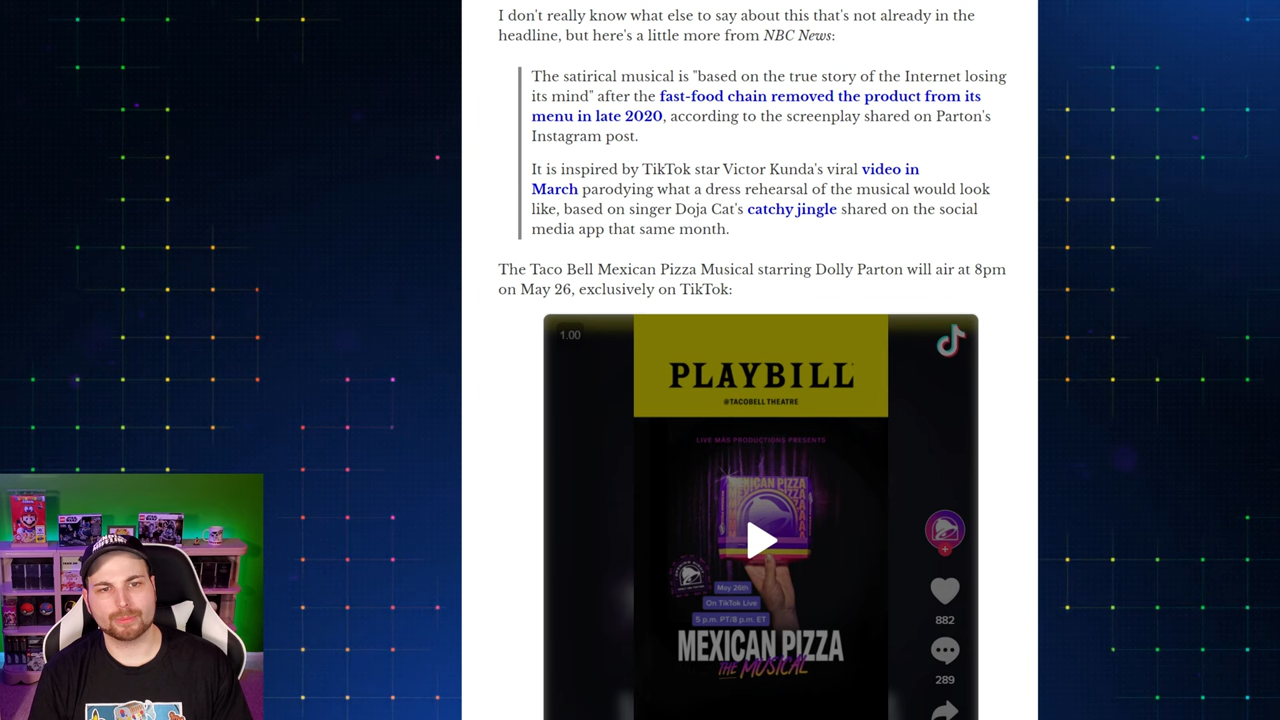 I don't really know what else to say about this that's not already in the
headline, but here's a little more from NBC News:
The satirical musical is "based on the true story of the Internet losing
its mind" after the fast-food chain removed the product from its
menu in late 2020, according to the screenplay shared on Parton's
Instagram post.
It is inspired by TikTok star Victor Kunda's viral video in
March parodying what a dress rehearsal of the musical would look
like, based on singer Doja Cat's catchy jingle shared on the social
media app that same month.
The Taco Bell Mexican Pizza Musical starring Dolly Parton will air at 8pm
on May 26, exclusively on TikTok:
1.00
PLAYBILL
@TACOBELL THEATRE
LIVE MÁS PRODUCTIONS PRESENTS
MEXICAN PIZZA
May 26th
On TikTok Live
5 p.m. PT/8 p.m. ET
MEXICAN PIZZA
THE MUSICAL
882
289